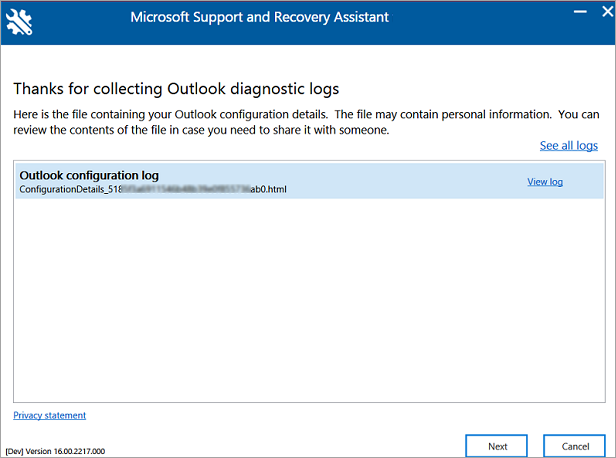 Microsoft Support and Recovery Assistant
Thanks for collecting Outlook diagnostic logs
Here is the file containing your Outlook configuration details. The file may contain personal information. You can
review the contents of the file in case you need to share it with someone.
See all logs
Outlook configuration log
View log
ConfigurationDetails_518 ab0.html
Privacy statement
[Dev] Version 16.00.2217.000
Next
Cancel